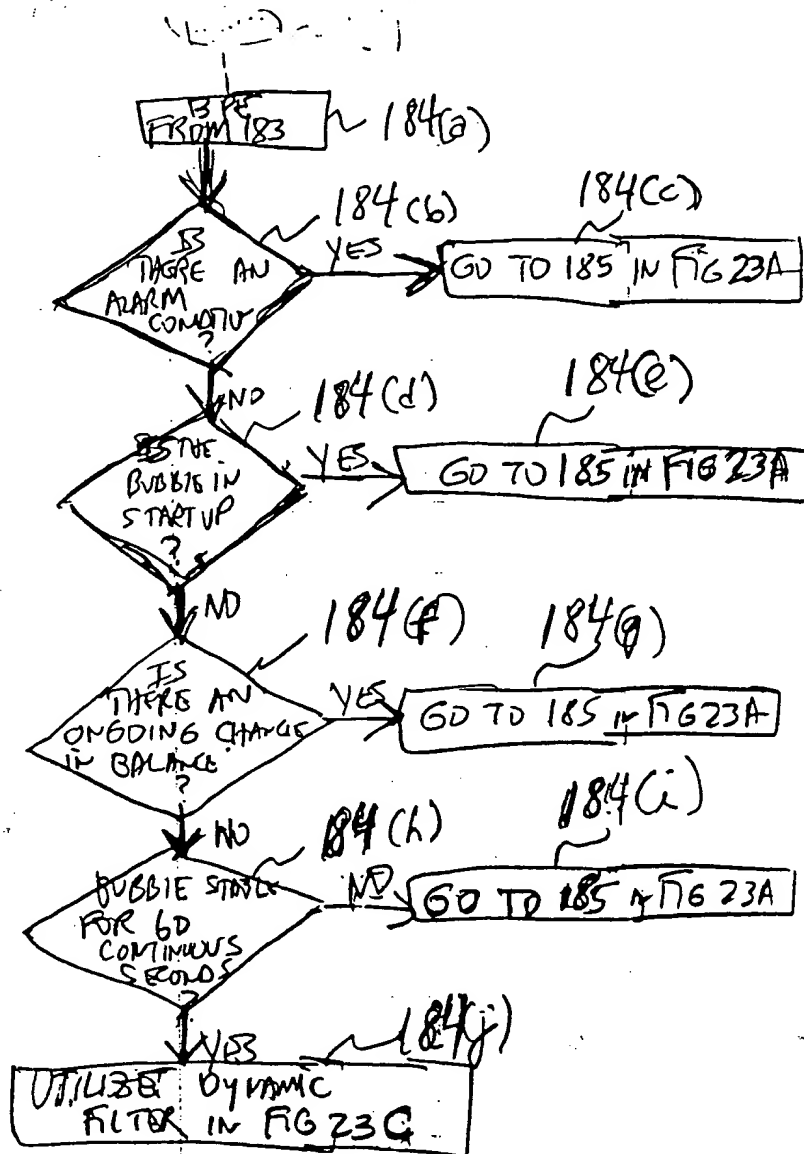 FROM 183
184(a)
184(b)
184(c)
IS
THERE AN
ALARM
?
YES
GO TO 185 IN FIG 23A
NO
184(d)
184(e)
IS THE
BUBBLE IN
STARTUP
?
YES
GO TO 185 IN FIG 23A
NO
184(f)
184(g)
IS
THERE AN
ONGOING CHANGE
IN BALANCE
?
YES
GO TO 185 IN FIG 23A
NO
184(h)
184(i)
BUBBLE STABLE
FOR 60
CONTINUOUS
SECONDS
?
NO
GO TO 185 IN FIG 23A
YES
184(j)
UTILIZE DYNAMIC
FILTER IN FIG 23C